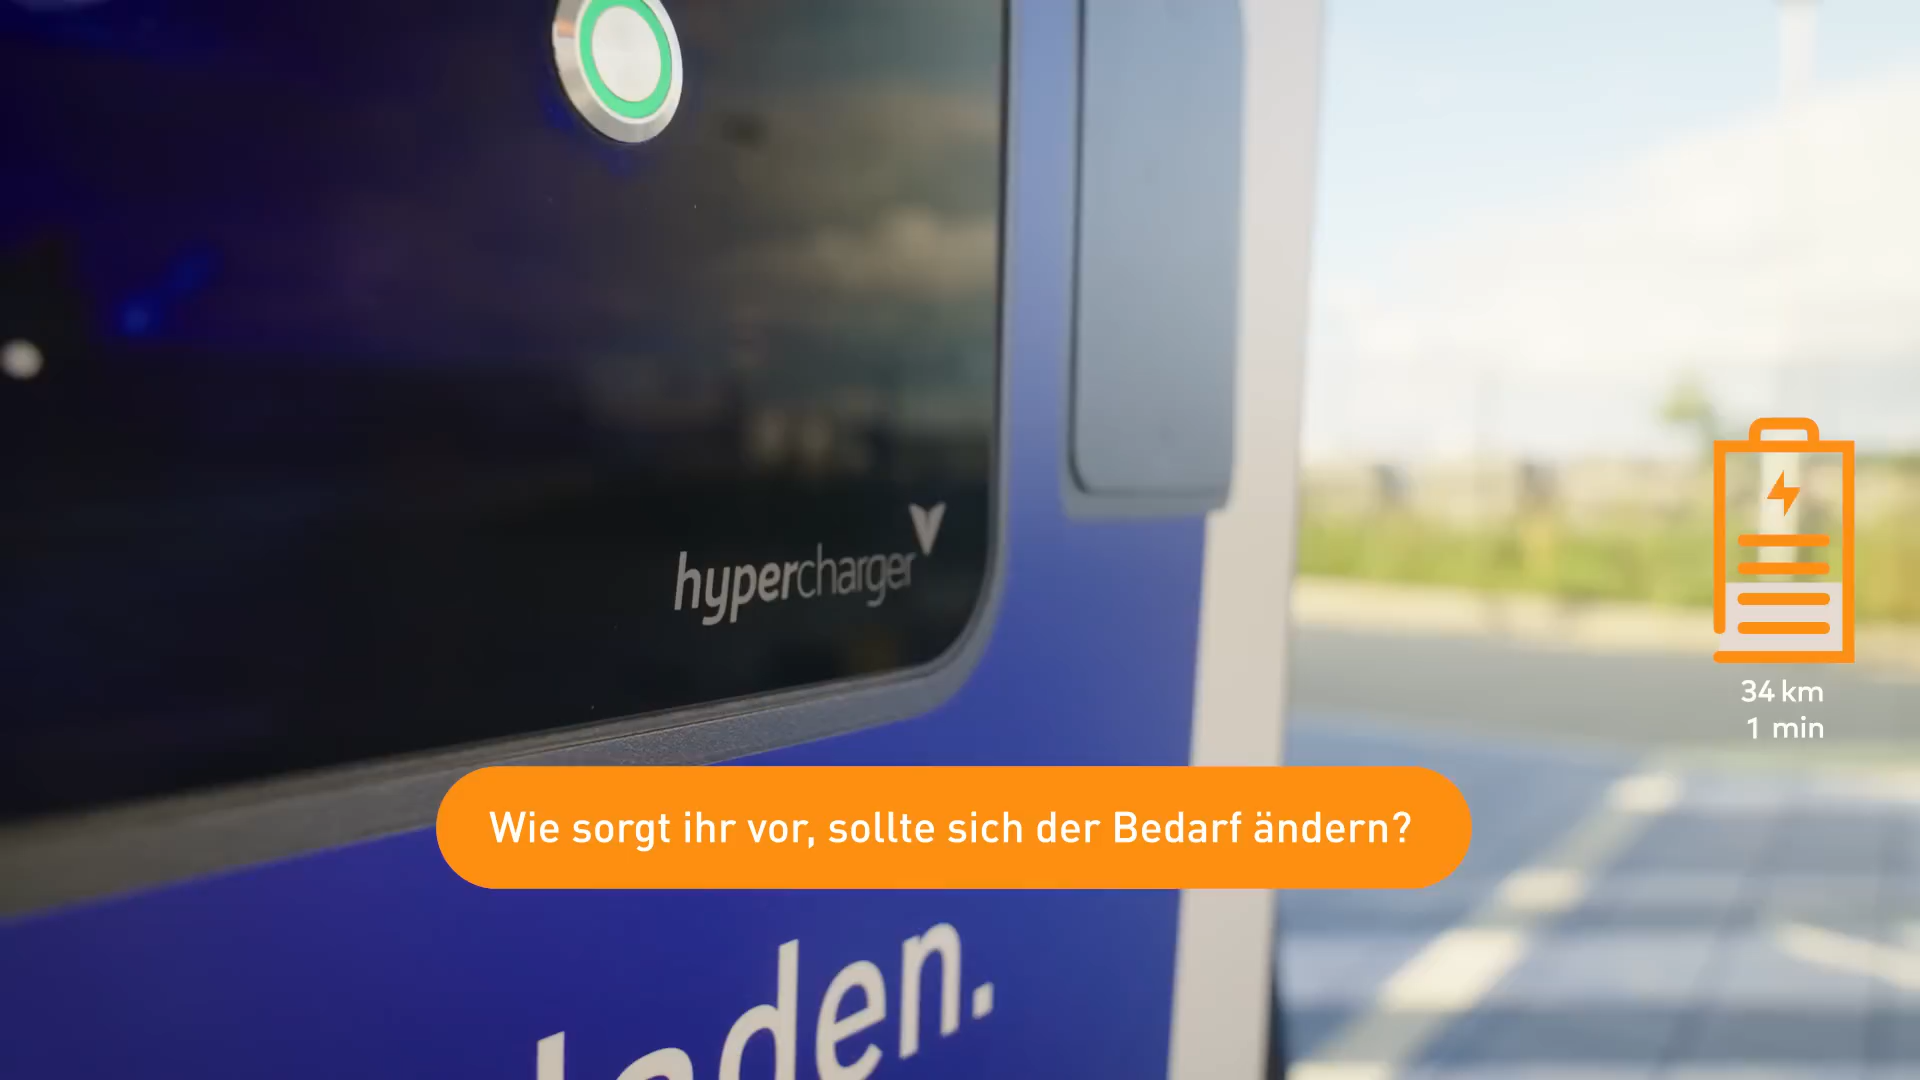 hypercharger
34 km
1 min
Wie sorgt ihr vor, sollte sich der Bedarf ändern?
laden.